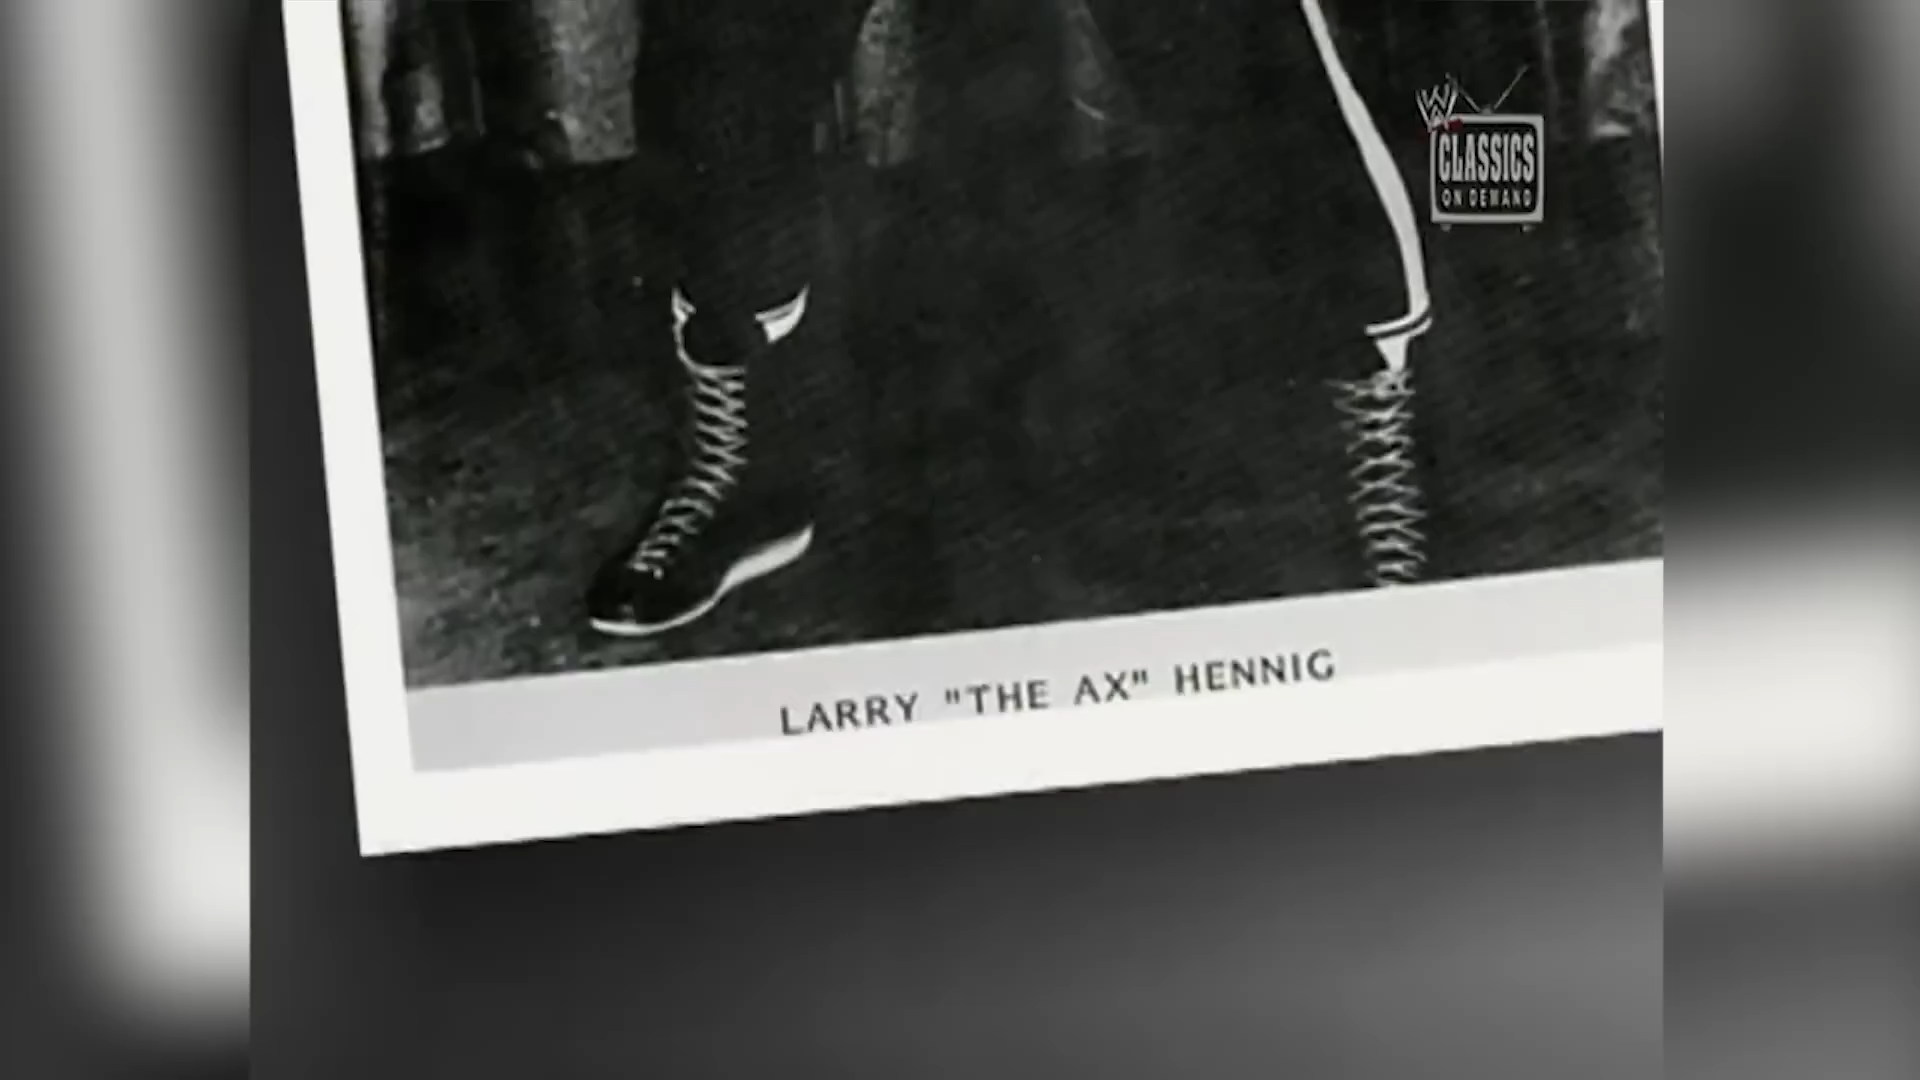 W
CLASSICS
ON DEMAND
LARRY "THE AX" HENNIG